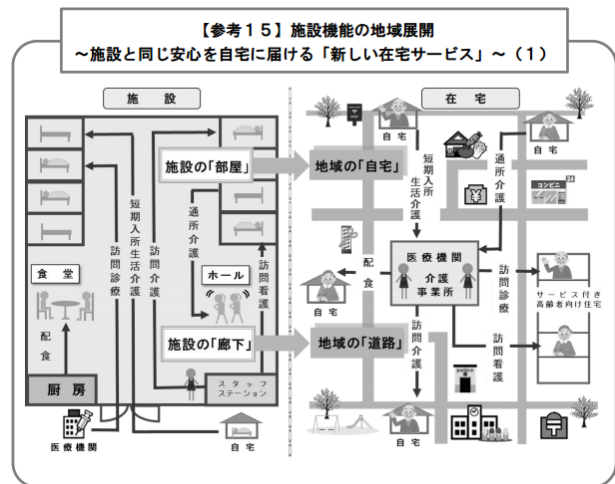 【参考15】施設機能の地域展開
～施設と同じ安心を自宅に届ける「新しい在宅サービス」～（1）
施設
施設の「部屋」
短期入所生活介護
訪問介護
通所介護
訪問診療
訪問看護
食堂
ホール
配食
施設の「廊下」
厨房
スタッフ
ステーション
医療機関
自宅
在宅
自宅
自宅
地域の「自宅」
短期入所
生活介護
通所介護
コンビニ
24
医療機関
介護
事業所
配食
自宅
訪問診療
サービス付き
高齢者向け住宅
地域の「道路」
訪問介護
訪問看護
police
自宅